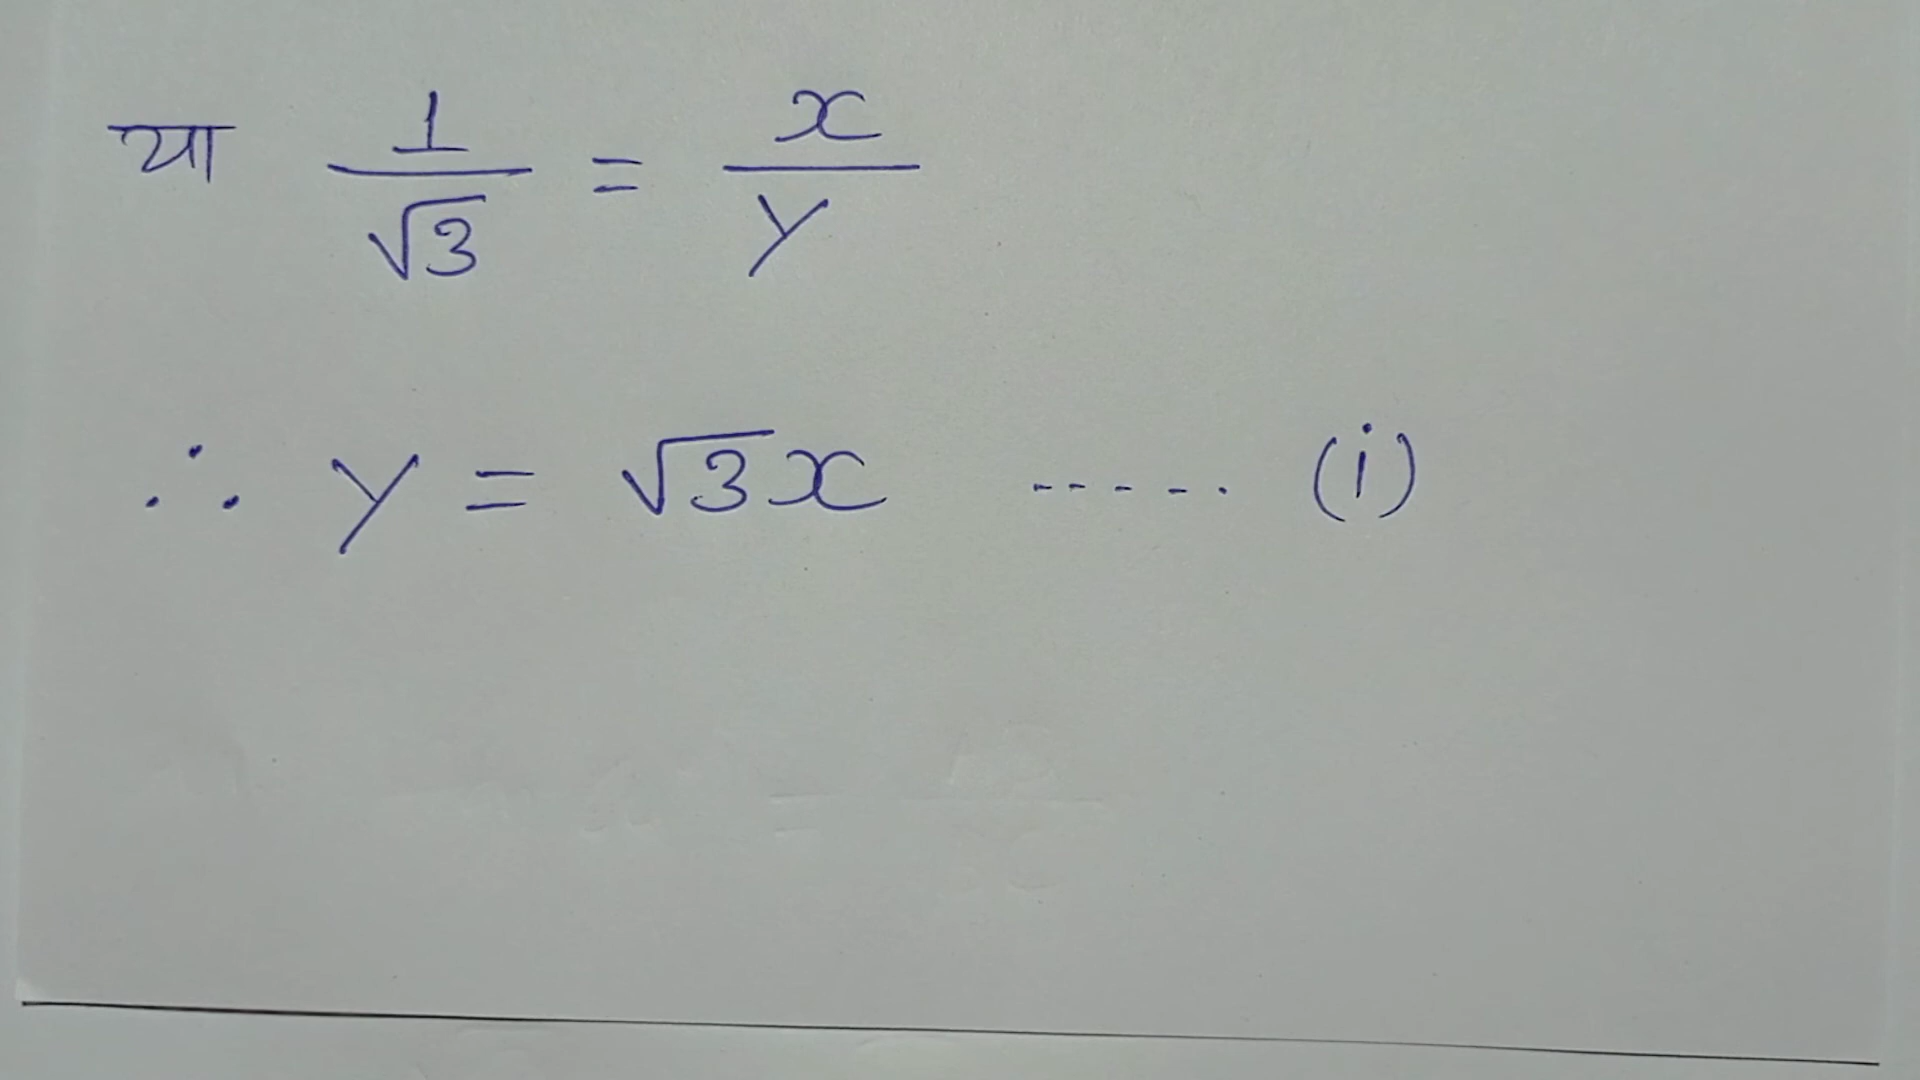 या 1/√3 = x/y
∴ y = √3x ----- (i)